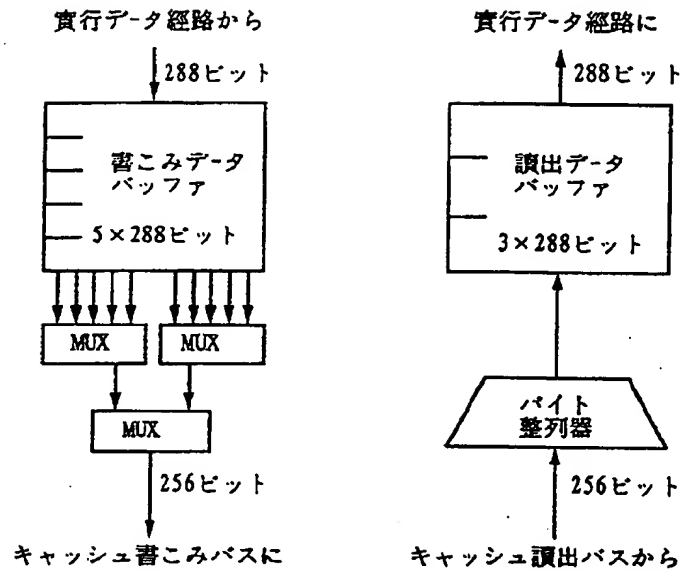 實行データ經路から
288ビット
書こみデータ
バッファ
5×288ビット
MUX
MUX
MUX
256ビット
キャッシュ書こみバスに
實行データ經路に
288ビット
讀出データ
バッファ
3×288ビット
バイト
整列器
256ビット
キャッシュ讀出バスから